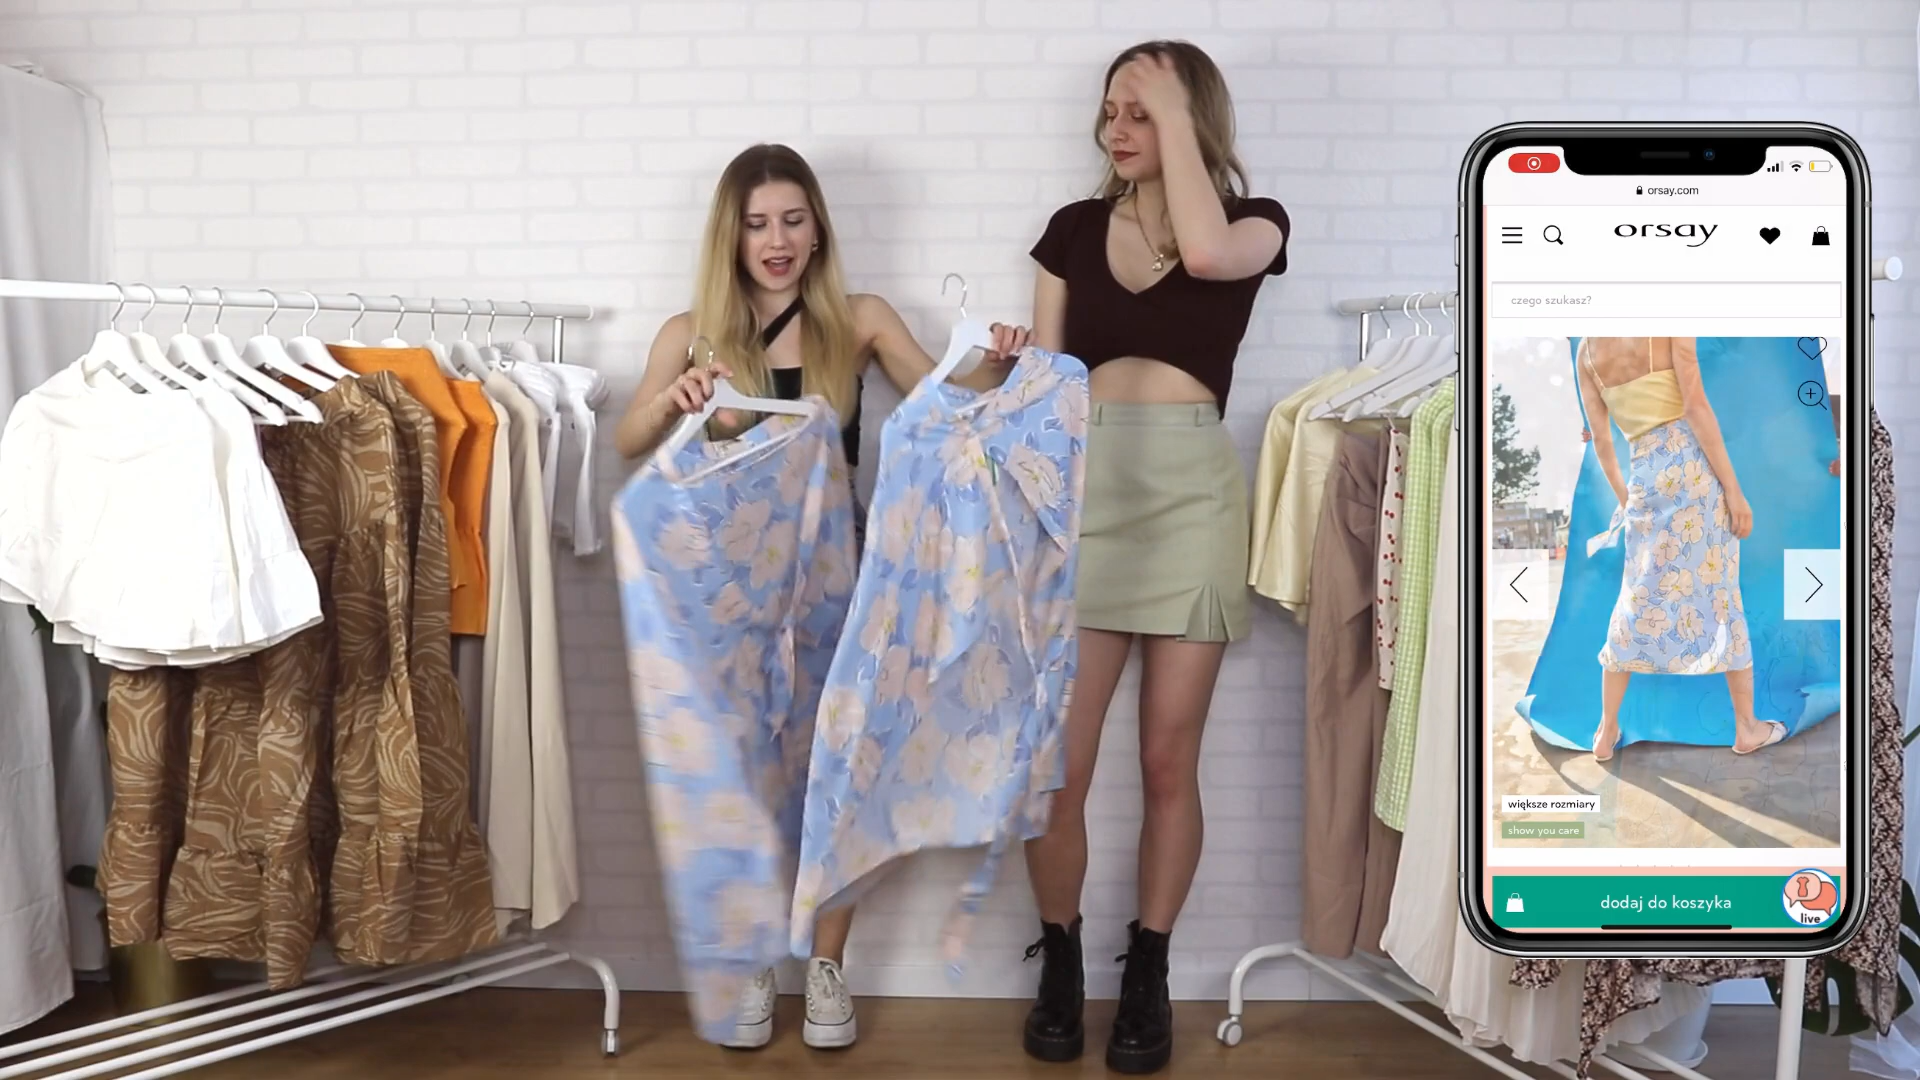 orsay.com
orsay
czego szukasz?
większe rozmiary
show you care
dodaj do koszyka
live